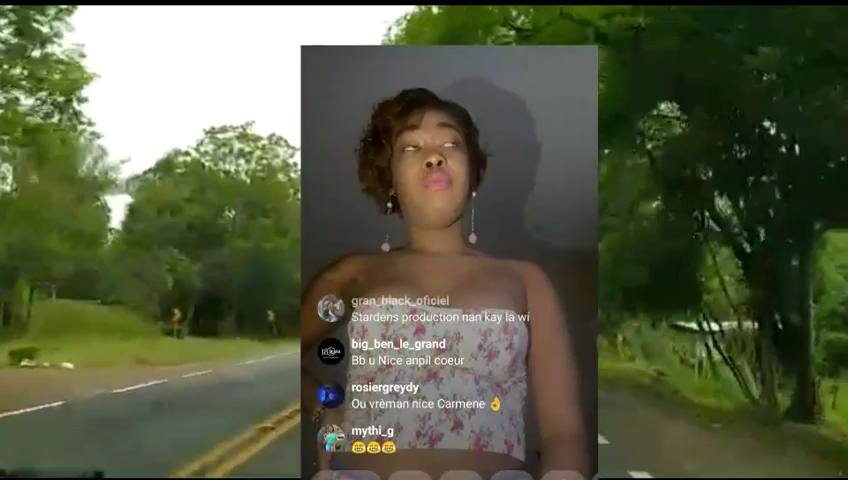 gran_black_oficiel
Stardens production nan kay la wi
big_ben_le_grand
Bb u Nice anpil coeur
rosiergreydy
Ou vrèman nice Carmene 👌
mythi_g
😂😂😂